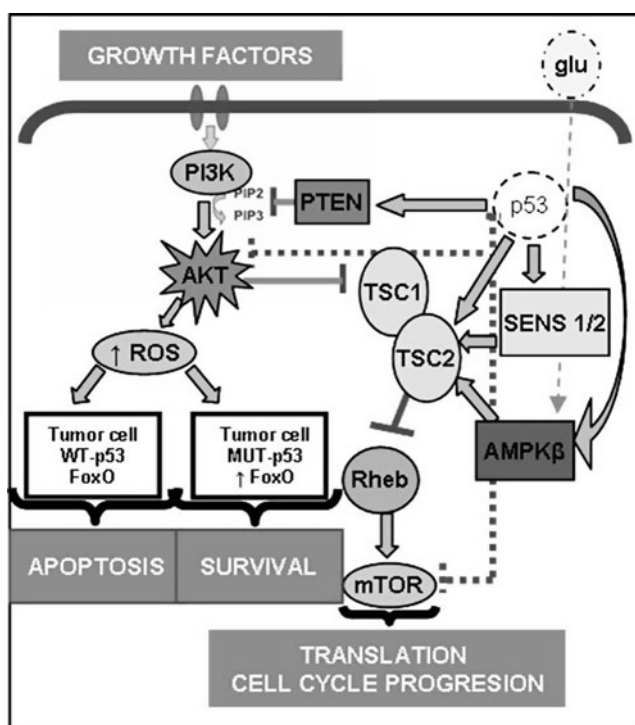 GROWTH FACTORS
glu
PI3K
PIP2
PIP3
PTEN
p53
AKT
TSC1
TSC2
SENS 1/2
↑ ROS
AMPKβ
Tumor cell
WT-p53
FoxO
Tumor cell
MUT-p53
↑ FoxO
Rheb
APOPTOSIS
SURVIVAL
mTOR
TRANSLATION
CELL CYCLE PROGRESION